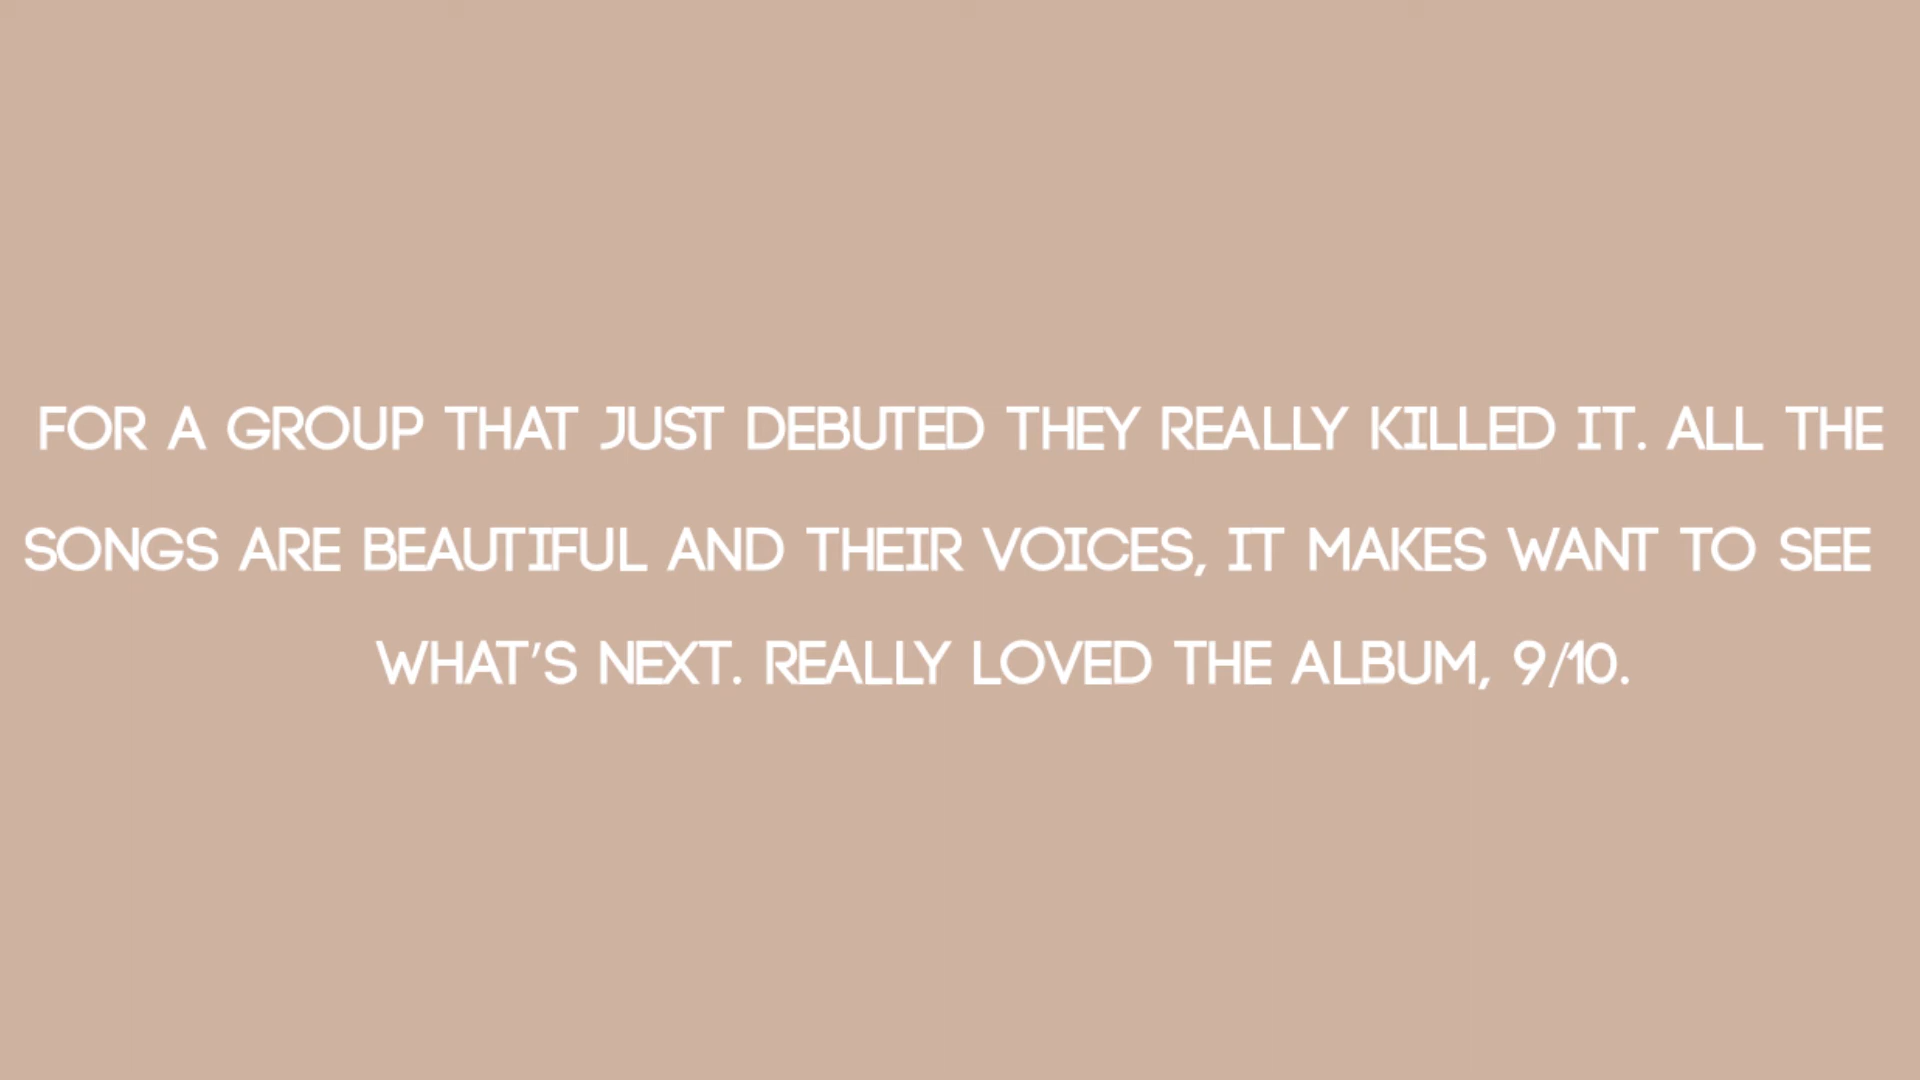 FOR A GROUP THAT JUST DEBUTED THEY REALLY KILLED IT. ALL THE
SONGS ARE BEAUTIFUL AND THEIR VOICES, IT MAKES WANT TO SEE
WHAT'S NEXT. REALLY LOVED THE ALBUM, 9/10.